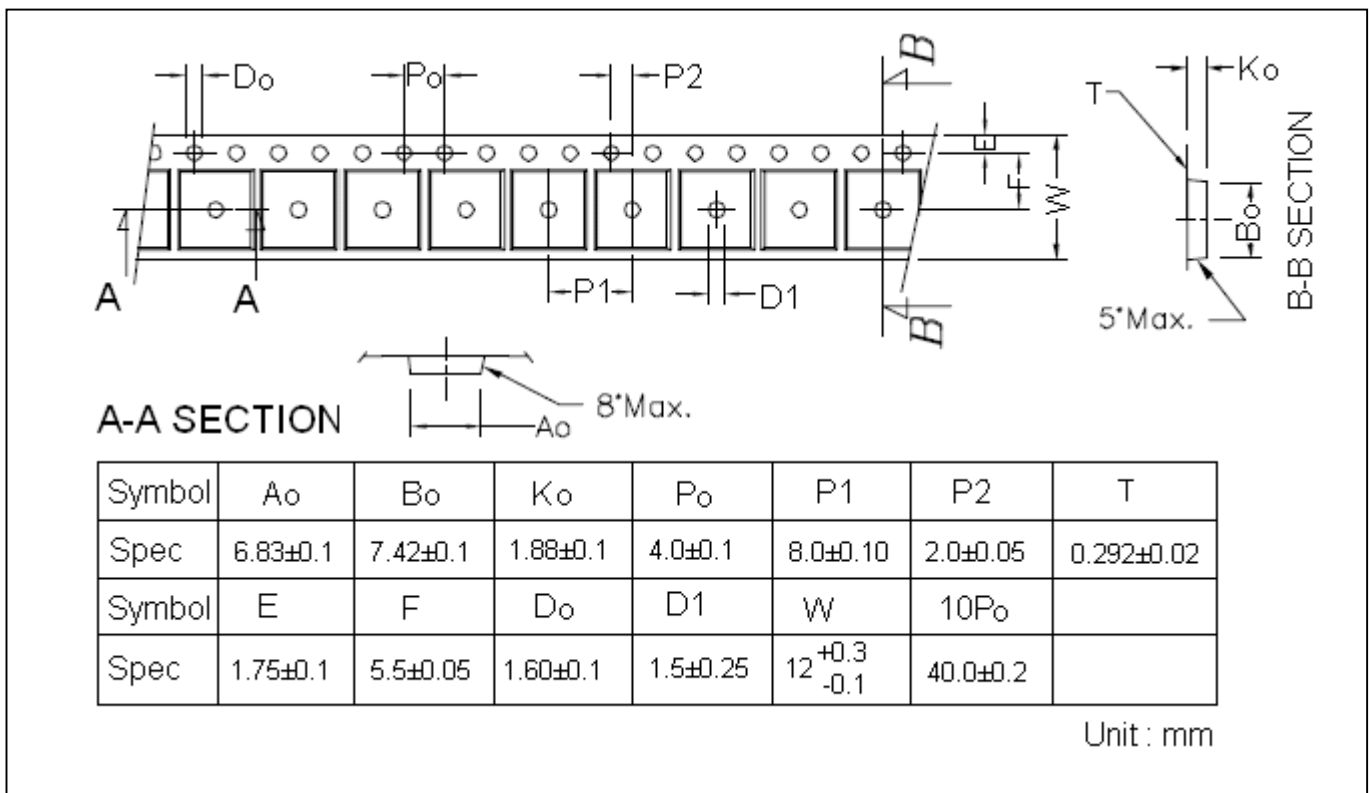 Do
Po
P2
B
Ko
T
E
F
W
Bo
B-B SECTION
A
A
P1
D1
B
5°Max.
8°Max.
A-A SECTION
Ao
Symbol Ao Bo Ko Po P1 P2 T
Spec 6.83±0.1 7.42±0.1 1.88±0.1 4.0±0.1 8.0±0.10 2.0±0.05 0.292±0.02
Symbol E F Do D1 W 10Po
Spec 1.75±0.1 5.5±0.05 1.60±0.1 1.5±0.25 12 +0.3 -0.1 40.0±0.2
Unit : mm